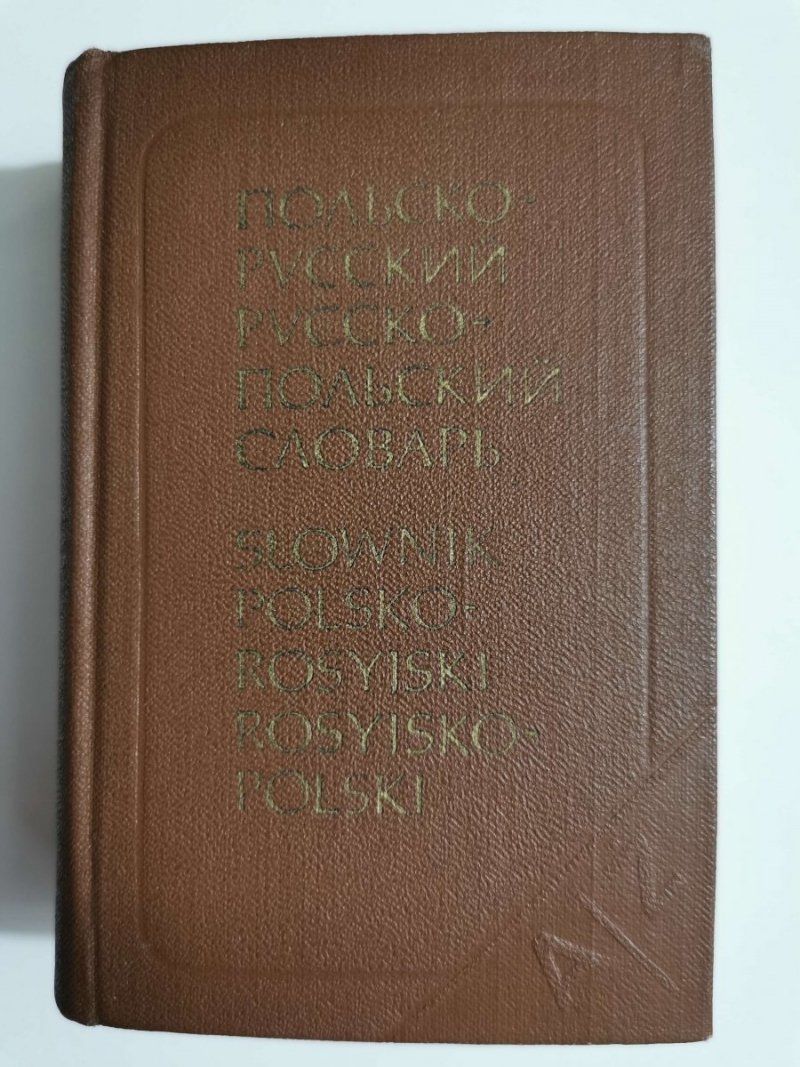 ПОЛЬСКО-
РУССКИЙ
РУССКО-
ПОЛЬСКИЙ
СЛОВАРЬ
SŁOWNIK
POLSKO-
ROSYJSKI
ROSYJSKO-
POLSKI